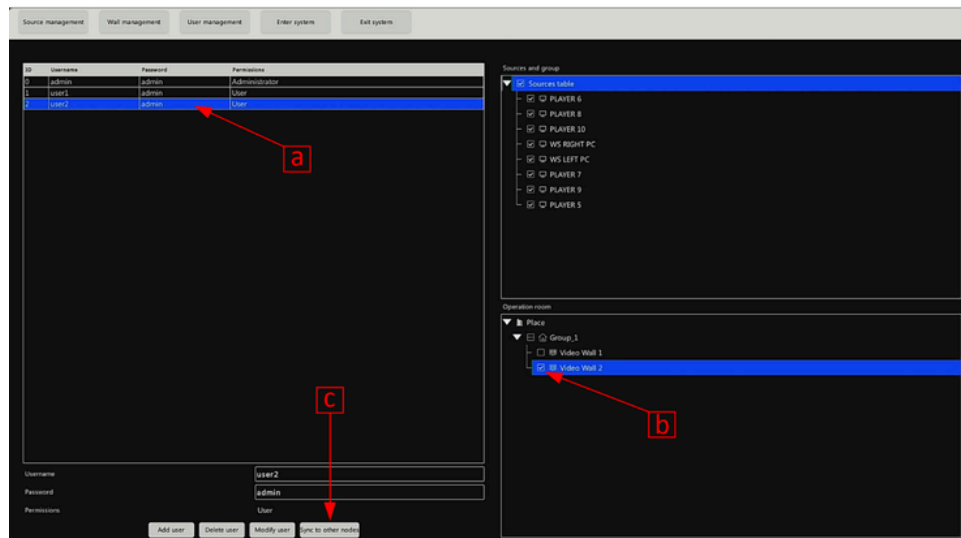 Source management Wall management User management Enter system Exit system
ID Username Password Permissions
0 admin admin Administrator
1 user1 admin User
2 user2 admin User
a
Sources and group
Sources table
PLAYER 6
PLAYER 8
PLAYER 10
WS RIGHT PC
WS LEFT PC
PLAYER 7
PLAYER 9
PLAYER 5
Operation room
Place
Group_1
Video Wall 1
Video Wall 2
b
c
Username user2
Password admin
Permissions User
Add user Delete user Modify user Sync to other nodes